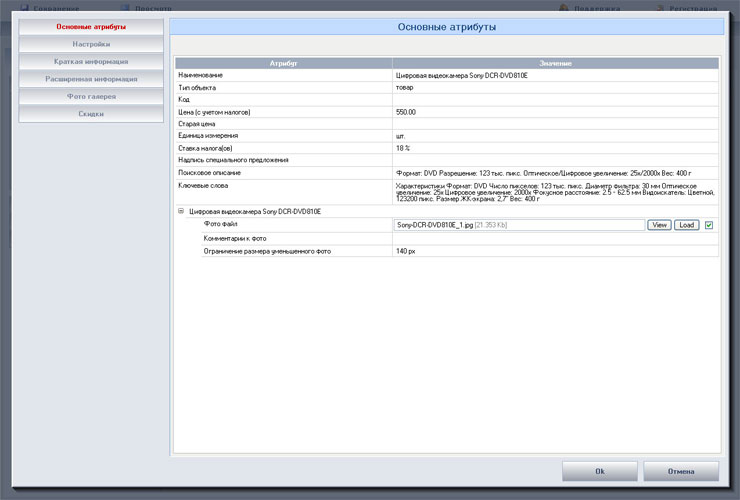 Сохранение Просмотр Поддержка Регистрация
Основные атрибуты
Настройки
Краткая информация
Расширенная информация
Фото галерея
Скидки
Основные атрибуты
Атрибут Значение
Наименование Цифровая видеокамера Sony DCR-DVD810E
Тип объекта товар
Код
Цена (с учетом налогов) 550.00
Старая цена
Единица измерения шт.
Ставка налога(ов) 18 %
Надпись специального предложения
Поисковое описание Формат: DVD Разрешение: 123 тыс. пикс. Оптическое/Цифровое увеличение: 25х/2000х Вес: 400 г
Ключевые слова Характеристики Формат: DVD Число пикселов: 123 тыс. пикс. Диаметр фильтра: 30 мм Оптическое
увеличение: 25х Цифровое увеличение: 2000х Фокусное расстояние: 2.5 - 62.5 мм Видоискатель: Цветной,
123200 пикс. Размер ЖК-экрана: 2,7" Вес: 400 г
Цифровая видеокамера Sony DCR-DVD810E
Фото файл Sony-DCR-DVD810E_1.jpg [21.353 Kb] View Load
Комментарии к фото
Ограничение размера уменьшенного фото 140 px
Ok Отмена